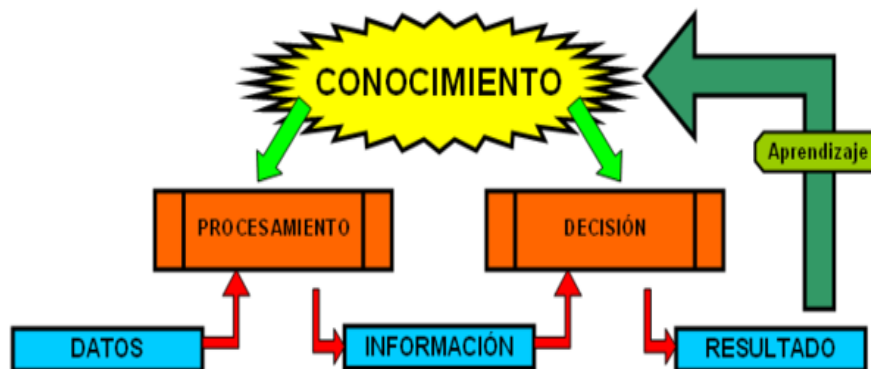 CONOCIMIENTO
Aprendizaje
PROCESAMIENTO
DECISIÓN
DATOS
INFORMACIÓN
RESULTADO